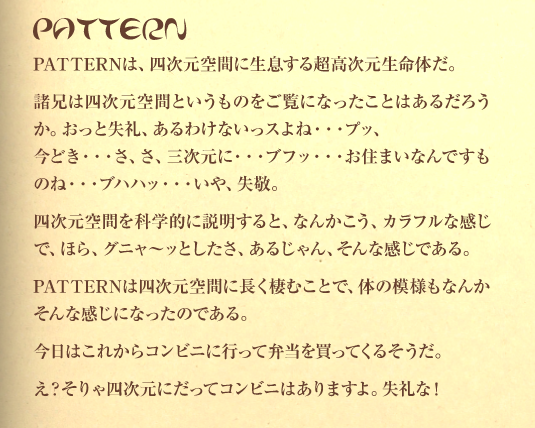 PATTERN
PATTERNは、四次元空間に生息する超高次元生命体だ。
諸兄は四次元空間というものをご覧になったことはあるだろう
か。おっと失礼、あるわけないっスよね・・・プッ、
今どき・・・さ、さ、三次元に・・・ブフッ・・・お住まいなんですも
のね・・・ブハハッ・・・いや、失敬。
四次元空間を科学的に説明すると、なんかこう、カラフルな感じ
で、ほら、グニャ〜ッとしたさ、あるじゃん、そんな感じである。
PATTERNは四次元空間に長く棲むことで、体の模様もなんか
そんな感じになったのである。
今日はこれからコンビニに行って弁当を買ってくるそうだ。
え?そりゃ四次元にだってコンビニはありますよ。失礼な!